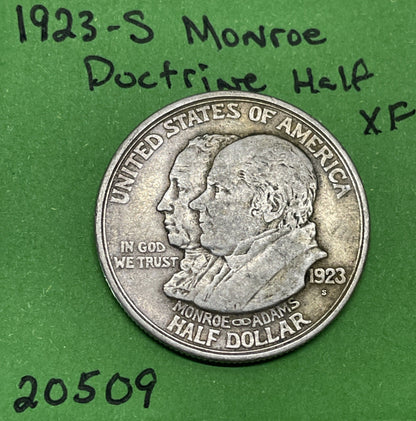 1923-S Monroe
Doctrine Half
XF
UNITED STATES OF AMERICA
IN GOD
WE TRUST
1923
S
MONROE ADAMS
HALF DOLLAR
20509